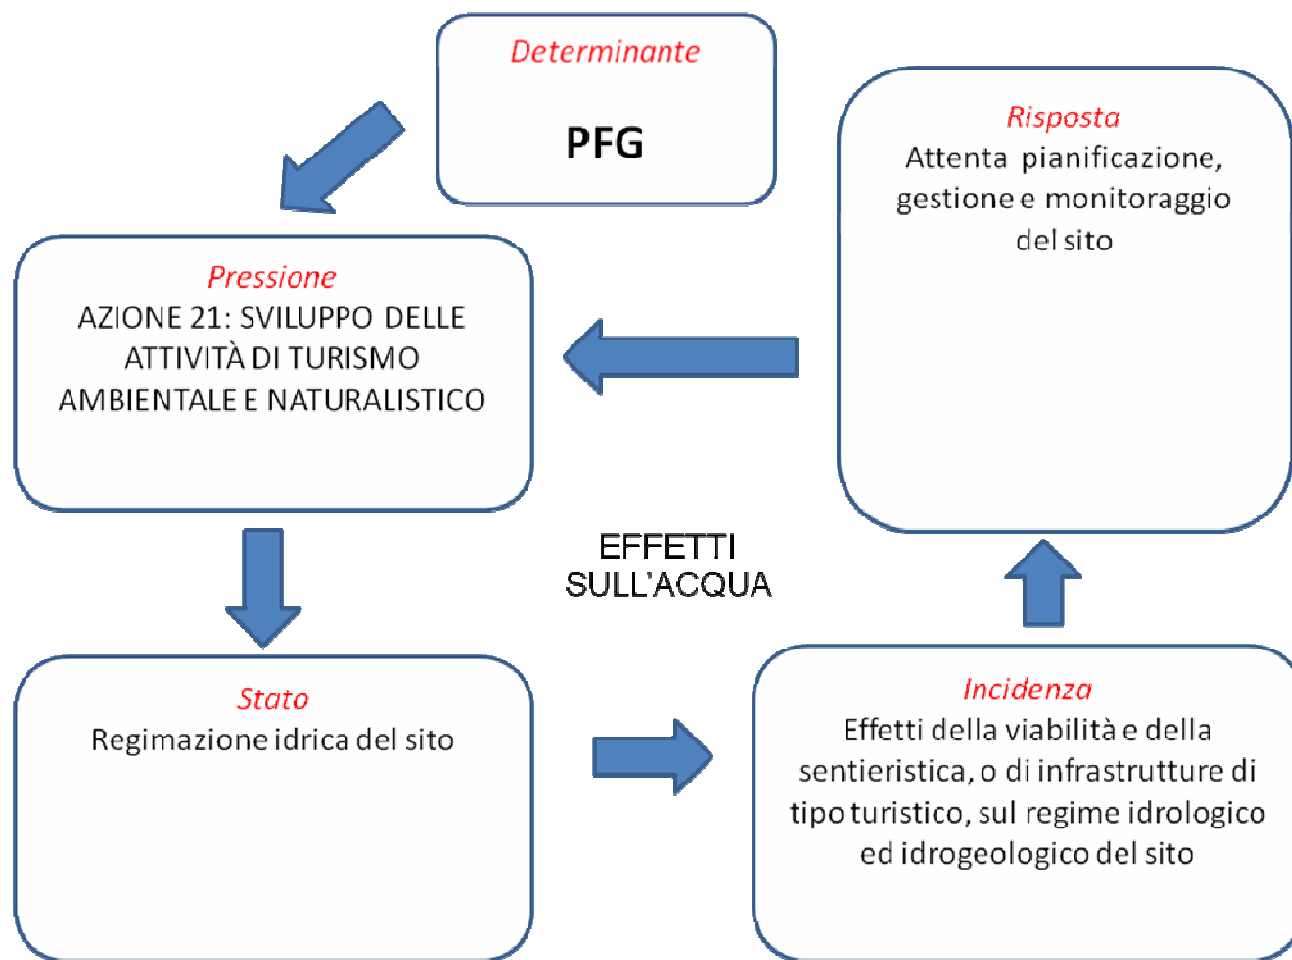 Determinante
PFG
Risposta
Attenta pianificazione,
gestione e monitoraggio
del sito
Pressione
AZIONE 21: SVILUPPO DELLE
ATTIVITÀ DI TURISMO
AMBIENTALE E NATURALISTICO
EFFETTI
SULL'ACQUA
Stato
Regimazione idrica del sito
Incidenza
Effetti della viabilità e della
sentieristica, o di infrastrutture di
tipo turistico, sul regime idrologico
ed idrogeologico del sito